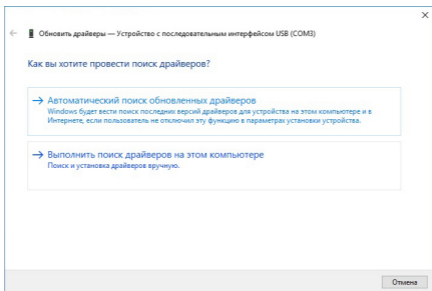 Обновить драйверы — Устройство с последовательным интерфейсом USB (COM3)
Как вы хотите провести поиск драйверов?
Автоматический поиск обновленных драйверов
Windows будет вести поиск последних версий драйверов для устройства на этом компьютере и в
Интернете, если пользователь не отключил эту функцию в параметрах установки устройства.
Выполнить поиск драйверов на этом компьютере
Поиск и установка драйверов вручную.
Отмена